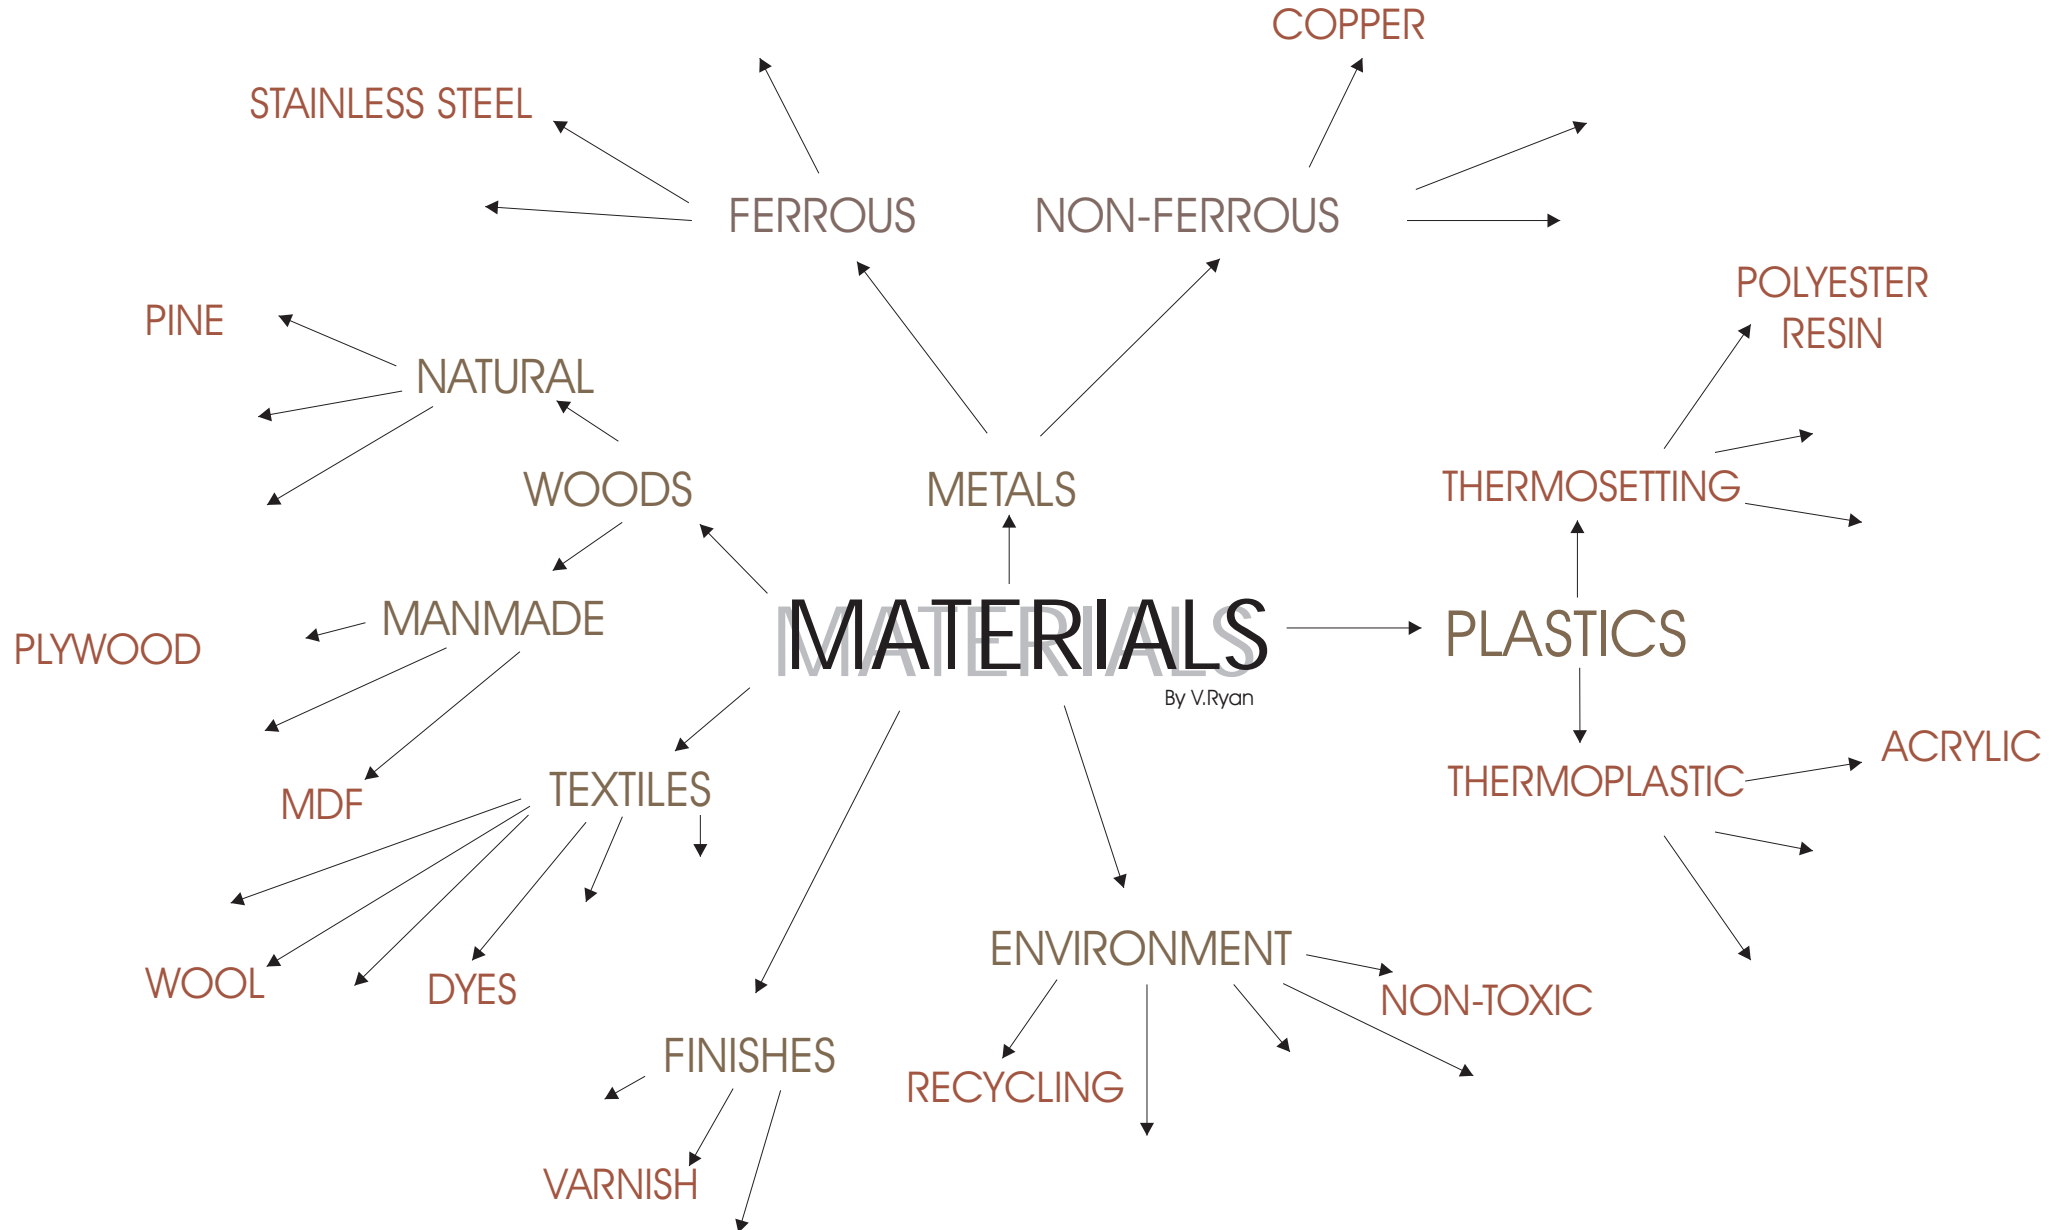 COPPER
STAINLESS STEEL
FERROUS
NON-FERROUS
POLYESTER
RESIN
PINE
NATURAL
WOODS
METALS
THERMOSETTING
MATERIALS
By V.Ryan
MANMADE
PLASTICS
PLYWOOD
ACRYLIC
THERMOPLASTIC
MDF
TEXTILES
ENVIRONMENT
WOOL
DYES
NON-TOXIC
FINISHES
RECYCLING
VARNISH